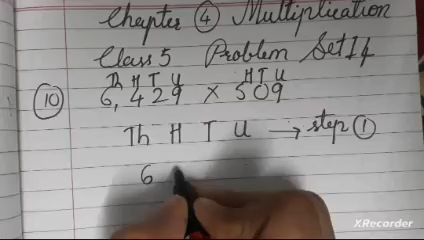 Chapter ④ Multiplication
Class 5 Problem Set 14
Th H T U H T U
⑩ 6,429 × 509
Th H T U → step ①
6
XRecorder